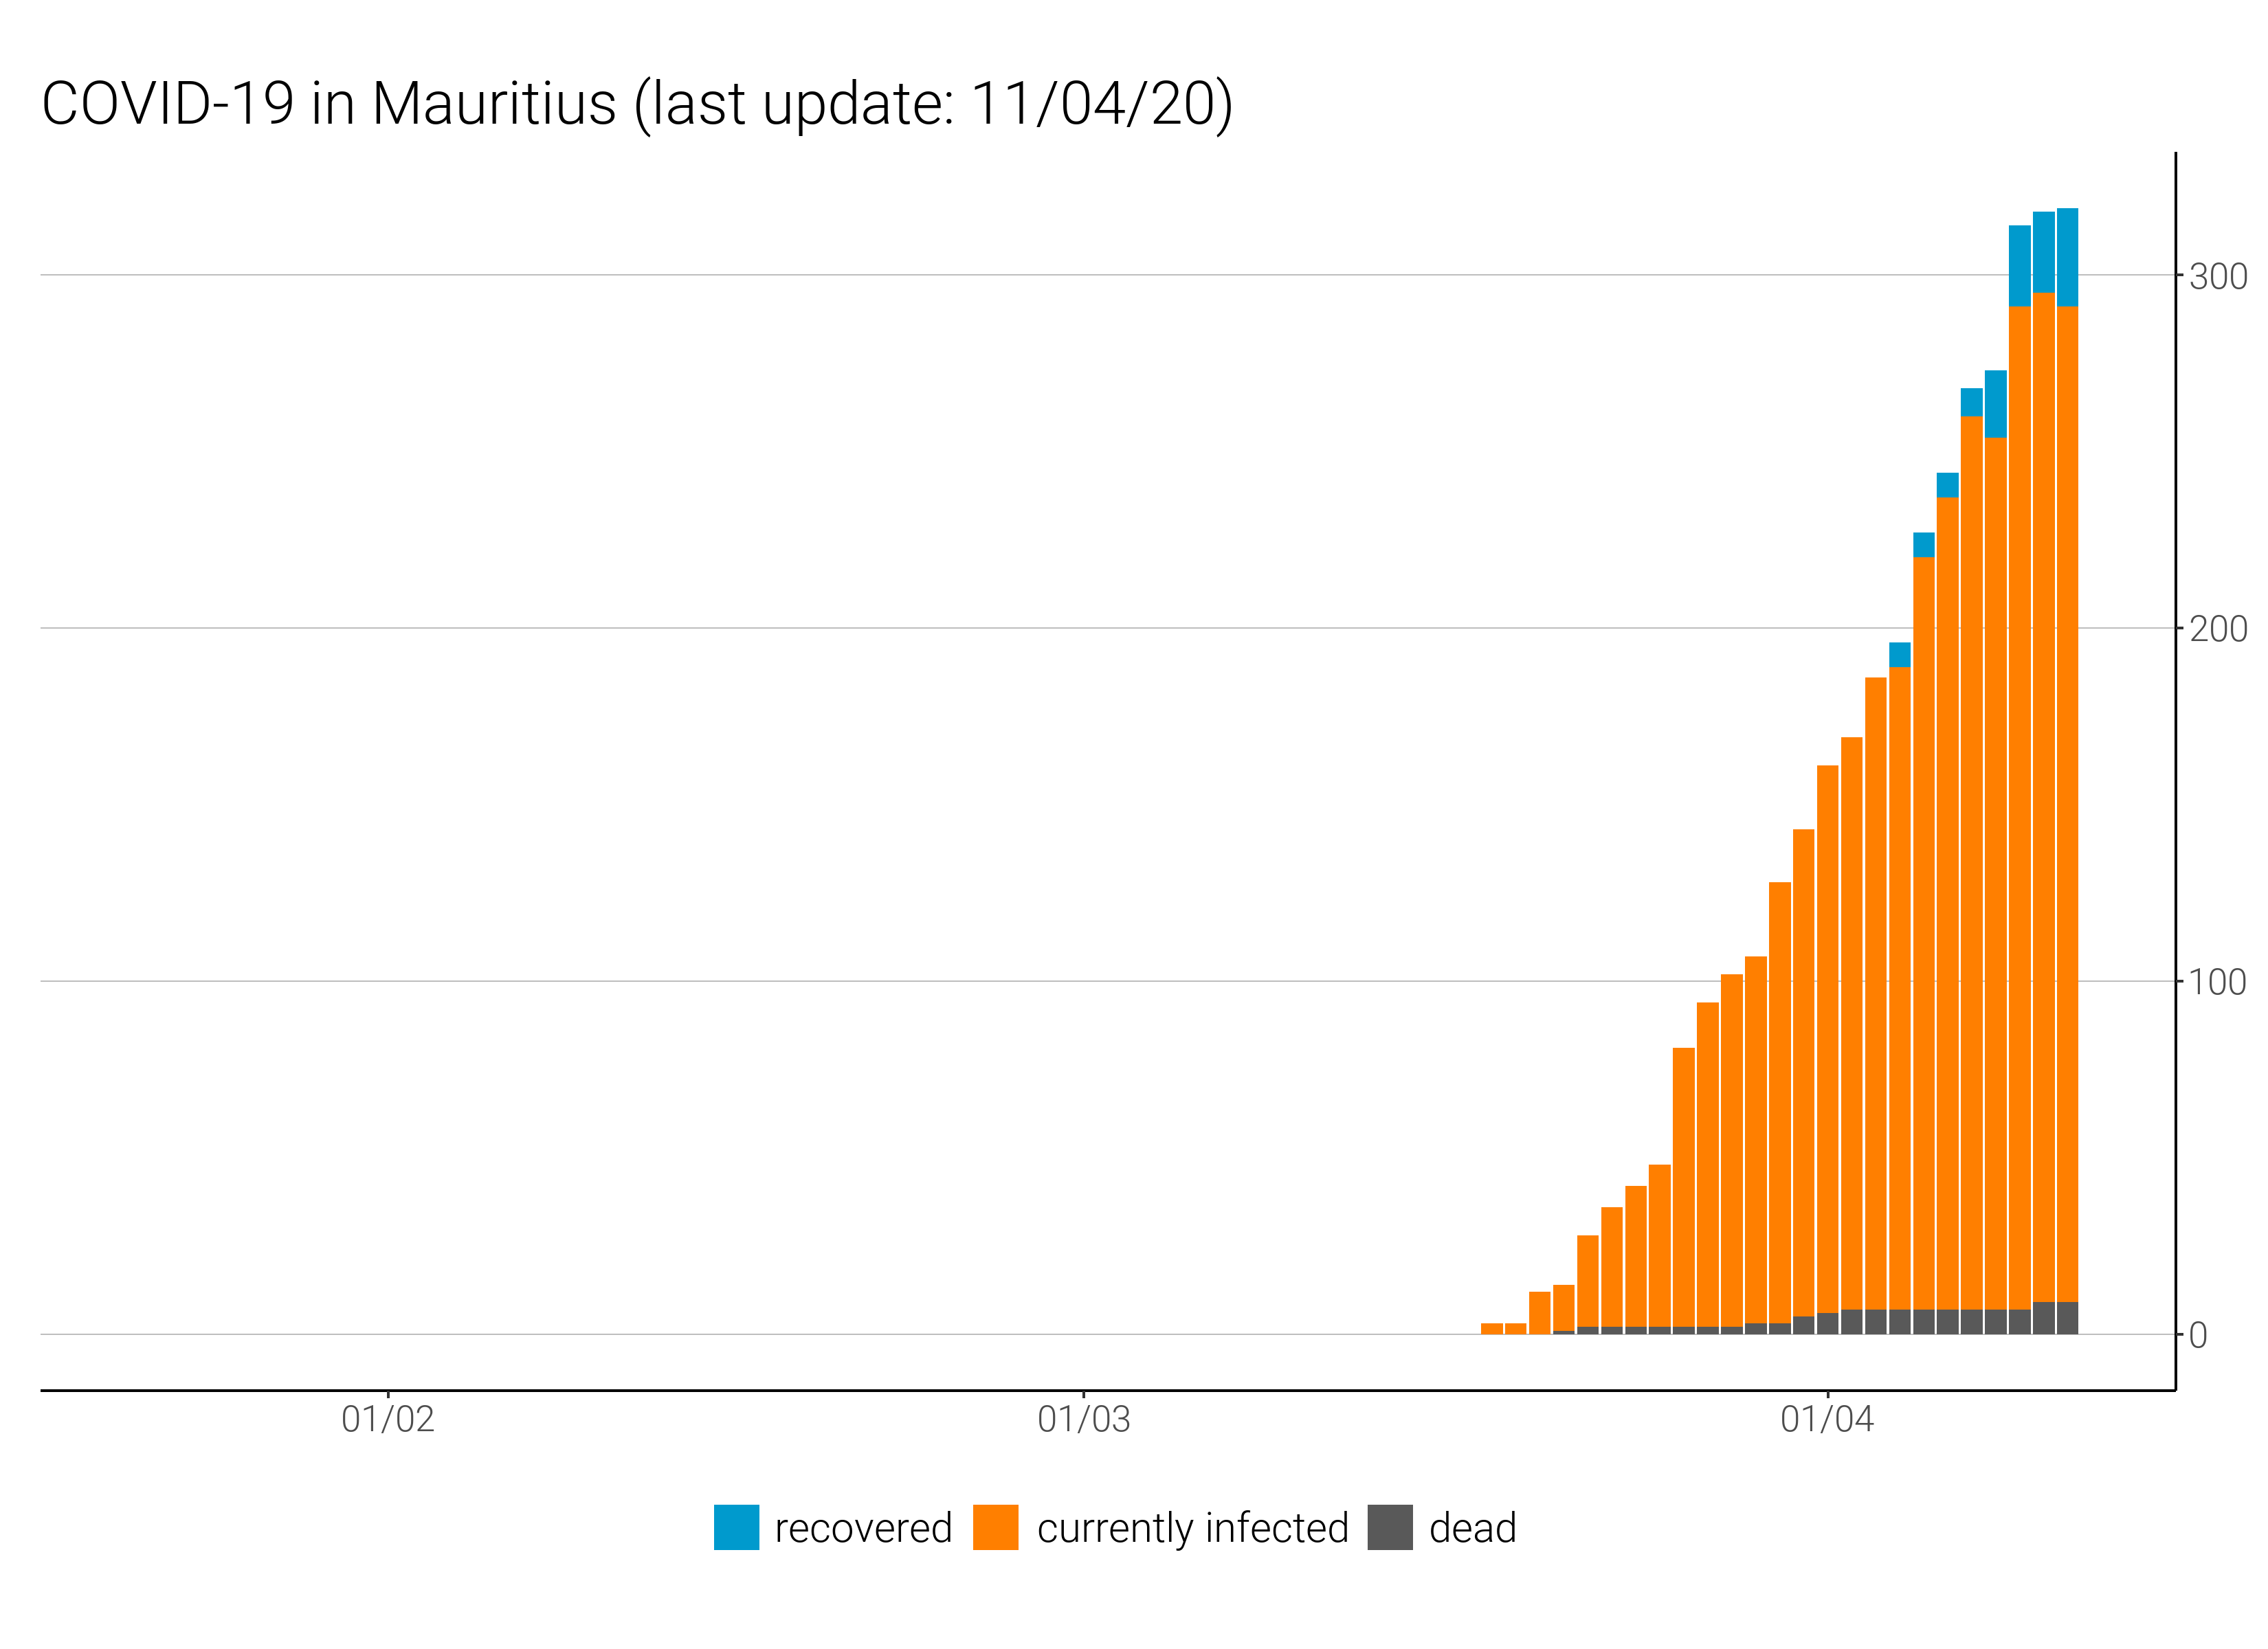 COVID-19 in Mauritius (last update: 11/04/20)
300
200
100
0
01/02 01/03 01/04
recovered currently infected dead